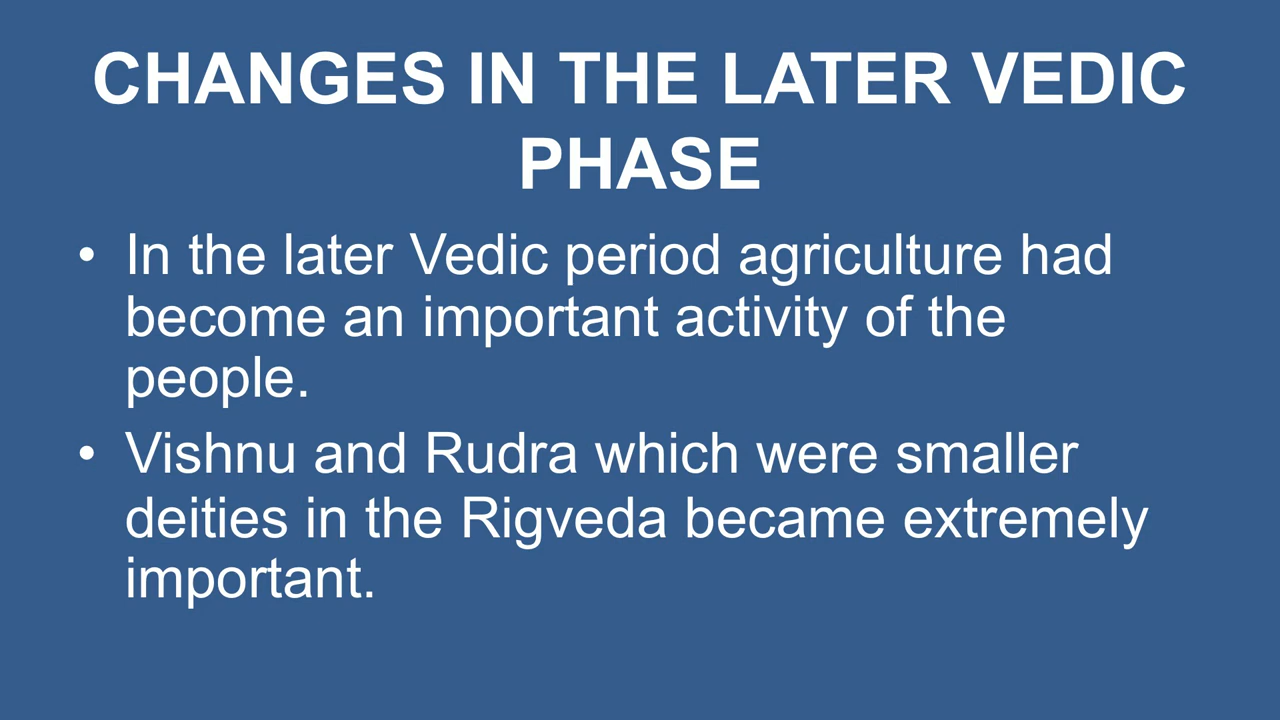 CHANGES IN THE LATER VEDIC
PHASE
• In the later Vedic period agriculture had
become an important activity of the
people.
• Vishnu and Rudra which were smaller
deities in the Rigveda became extremely
important.